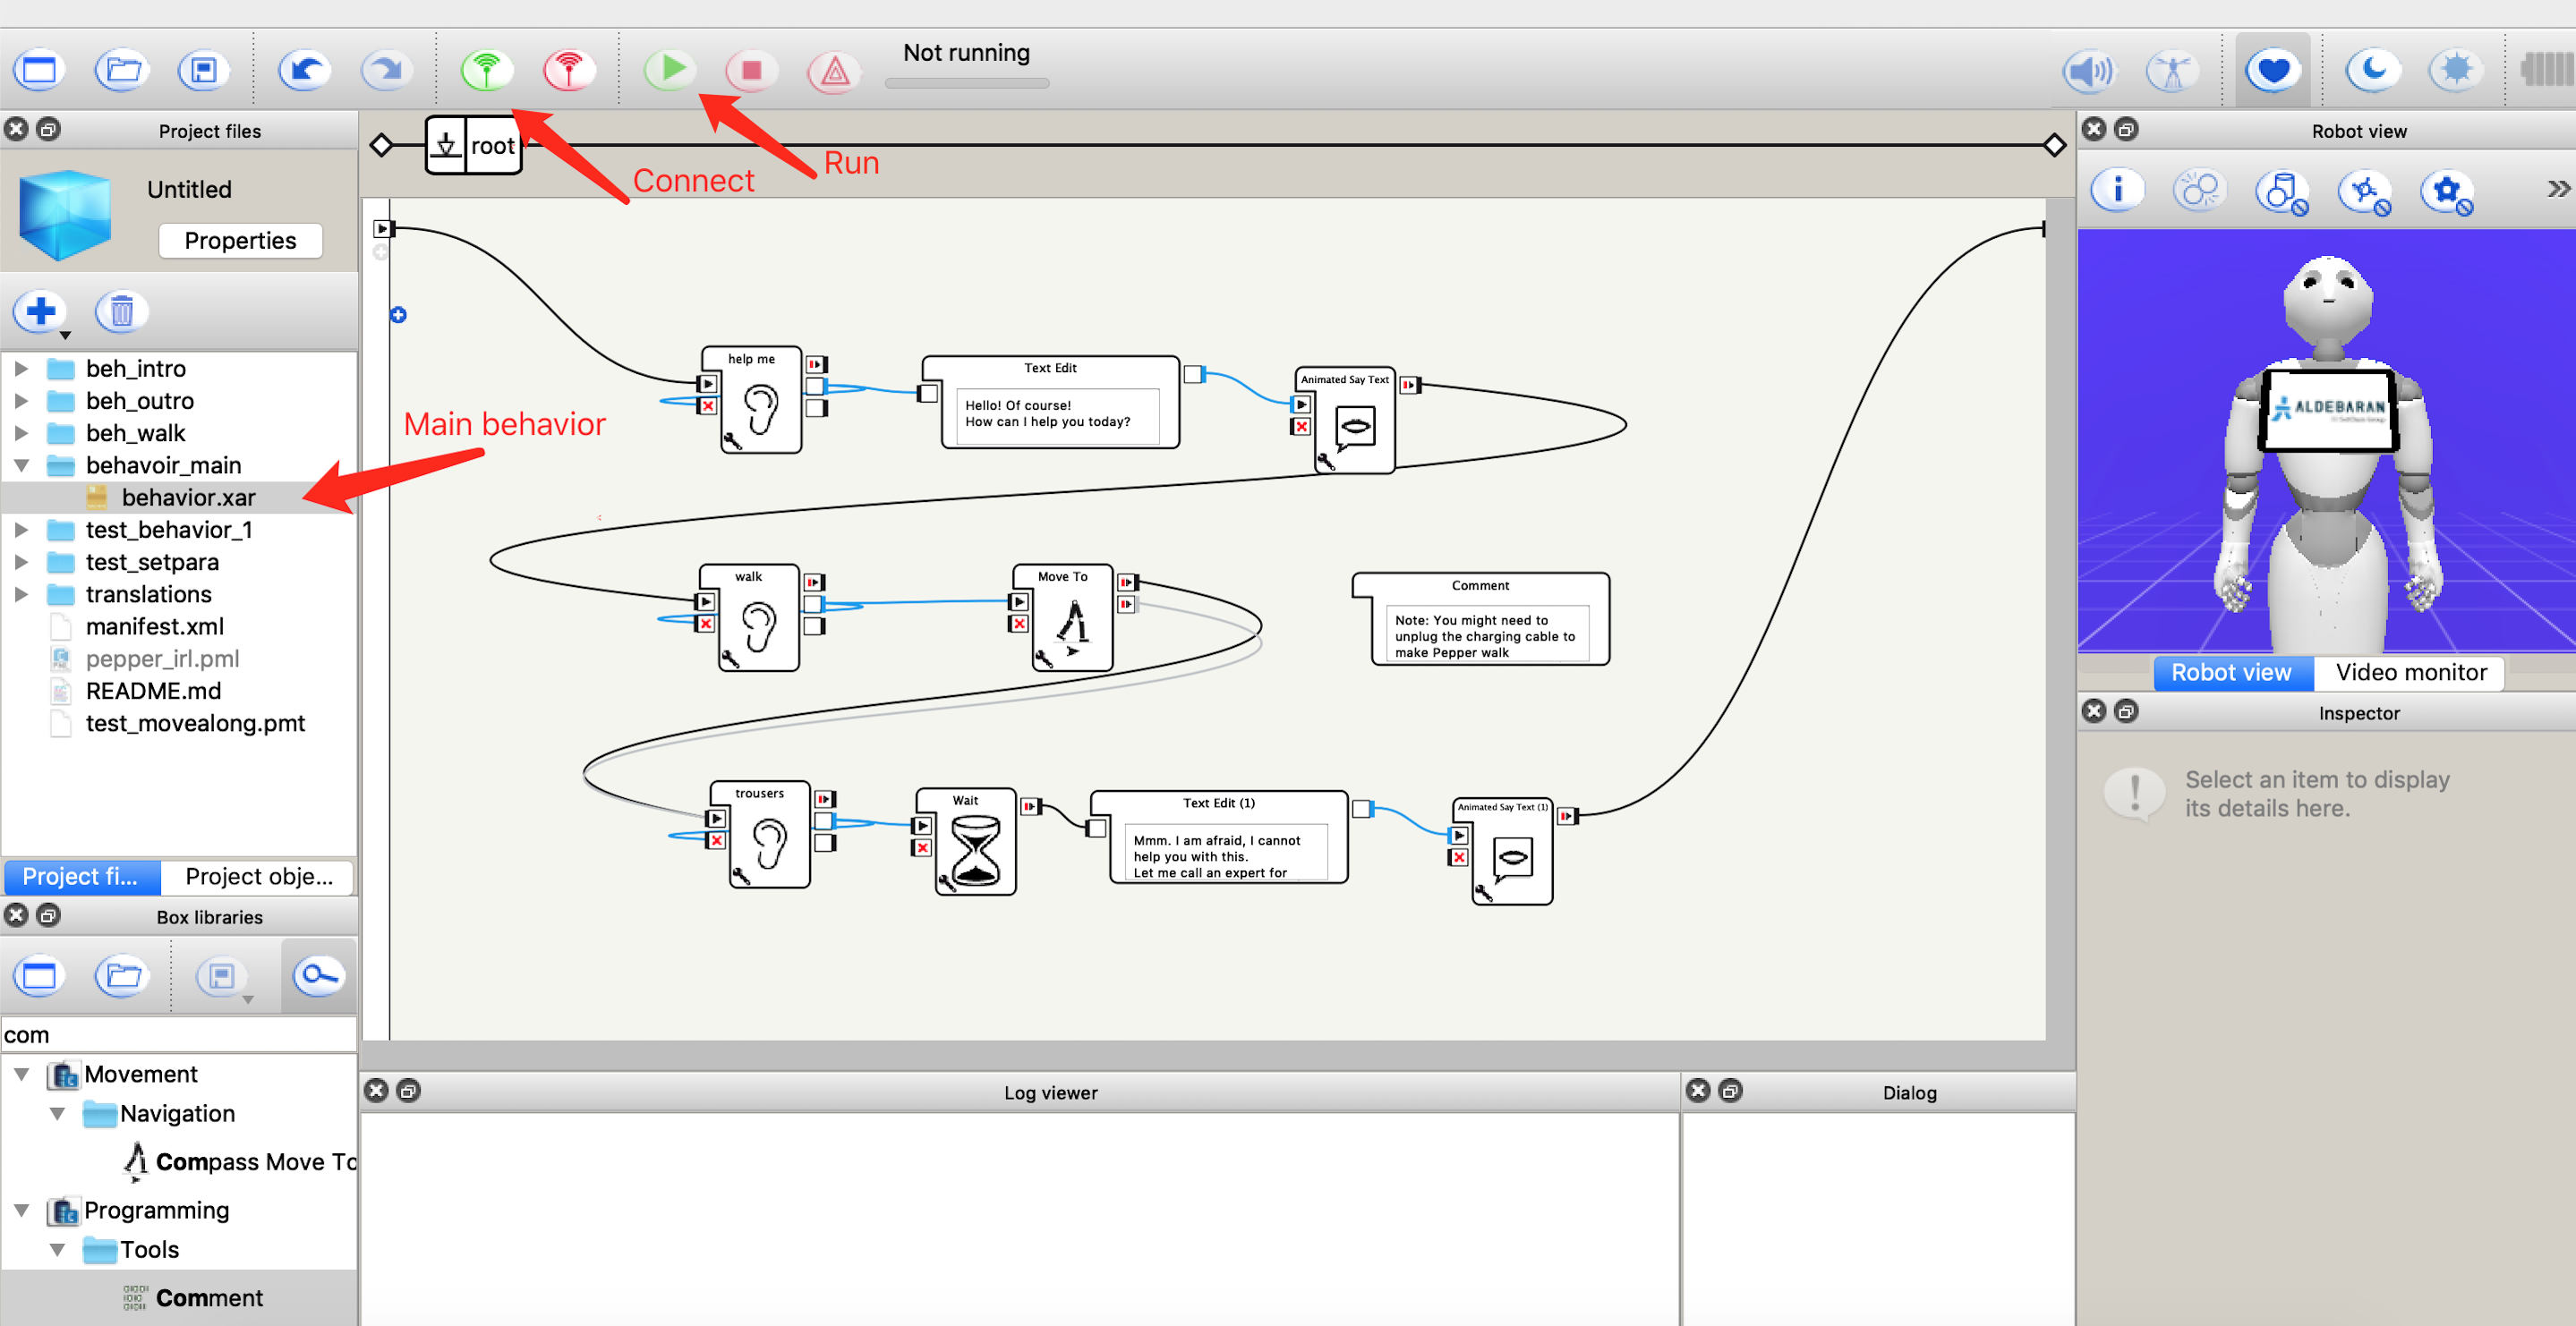 Not running
Connect
Run
Main behavior
Project files
Untitled
Properties
beh_intro
beh_outro
beh_walk
behavoir_main
behavior.xar
test_behavior_1
test_setpara
translations
manifest.xml
pepper_irl.pml
README.md
test_movealong.pmt
Project fi...
Project obje...
Box libraries
com
Movement
Navigation
Compass Move To
Programming
Tools
Comment
root
help me
Text Edit
Hello! Of course!
How can I help you today?
Animated Say Text
walk
Move To
Comment
Note: You might need to
unplug the charging cable to
make Pepper walk
trousers
Wait
Text Edit (1)
Mmm. I am afraid, I cannot
help you with this.
Let me call an expert for
Animated Say Text (1)
Log viewer
Dialog
Robot view
i
ALDEBARAN
Robot view
Video monitor
Inspector
Select an item to display
its details here.